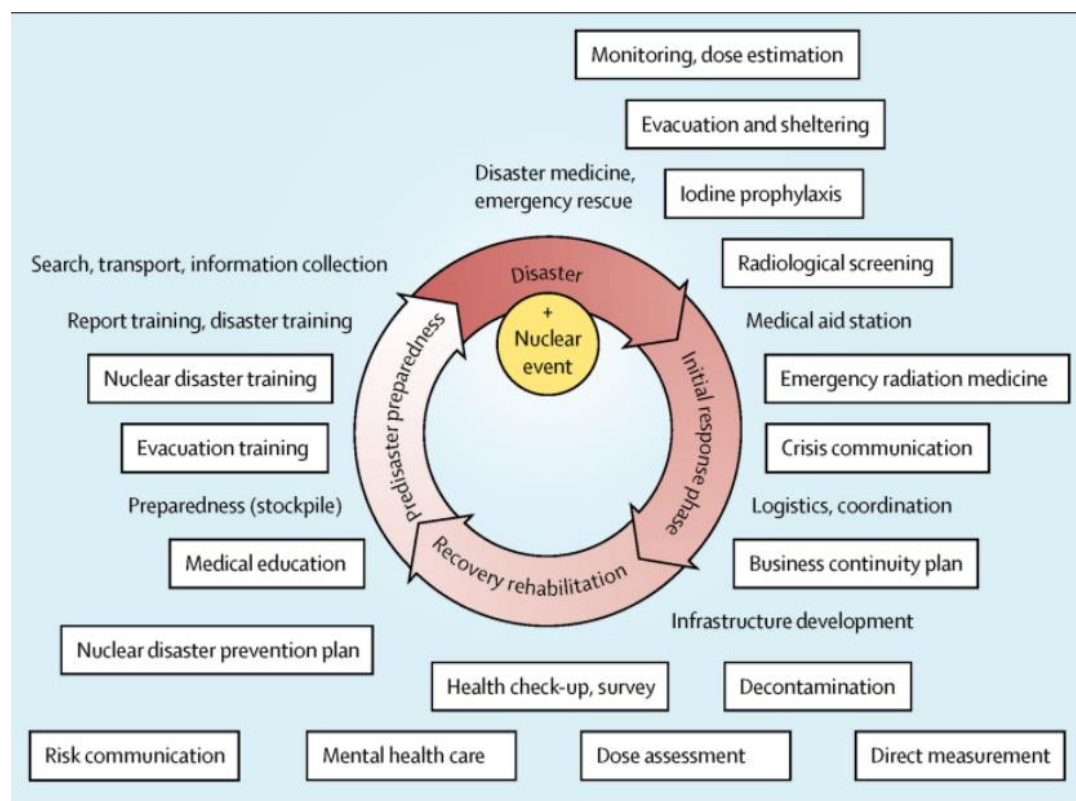 Monitoring, dose estimation
Evacuation and sheltering
Disaster medicine,
emergency rescue
Iodine prophylaxis
Search, transport, information collection
Disaster
Radiological screening
Report training, disaster training
+
Nuclear
event
Medical aid station
Nuclear disaster training
Predisaster preparedness
Initial response phase
Emergency radiation medicine
Evacuation training
Crisis communication
Preparedness (stockpile)
Logistics, coordination
Medical education
Recovery rehabilitation
Business continuity plan
Infrastructure development
Nuclear disaster prevention plan
Health check-up, survey
Decontamination
Risk communication
Mental health care
Dose assessment
Direct measurement